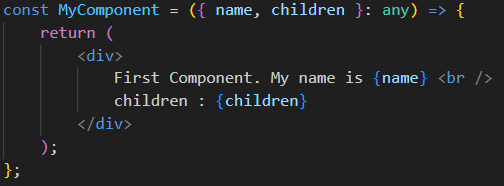 const MyComponent = ({ name, children }: any) => {
    return (
        <div>
            First Component. My name is {name} <br />
            children : {children}
        </div>
    );
};